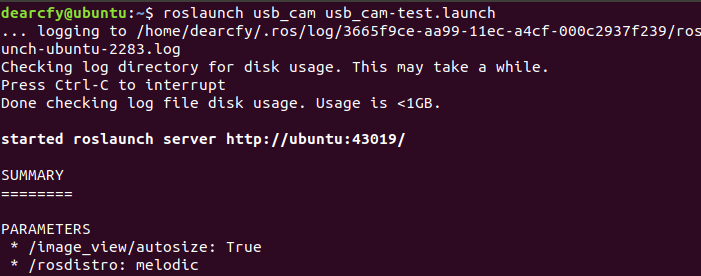 dearcfy@ubuntu:~$ roslaunch usb_cam usb_cam-test.launch
... logging to /home/dearcfy/.ros/log/3665f9ce-aa99-11ec-a4cf-000c2937f239/rosla
unch-ubuntu-2283.log
Checking log directory for disk usage. This may take a while.
Press Ctrl-C to interrupt
Done checking log file disk usage. Usage is <1GB.
started roslaunch server http://ubuntu:43019/
SUMMARY
========
PARAMETERS
* /image_view/autosize: True
* /rosdistro: melodic